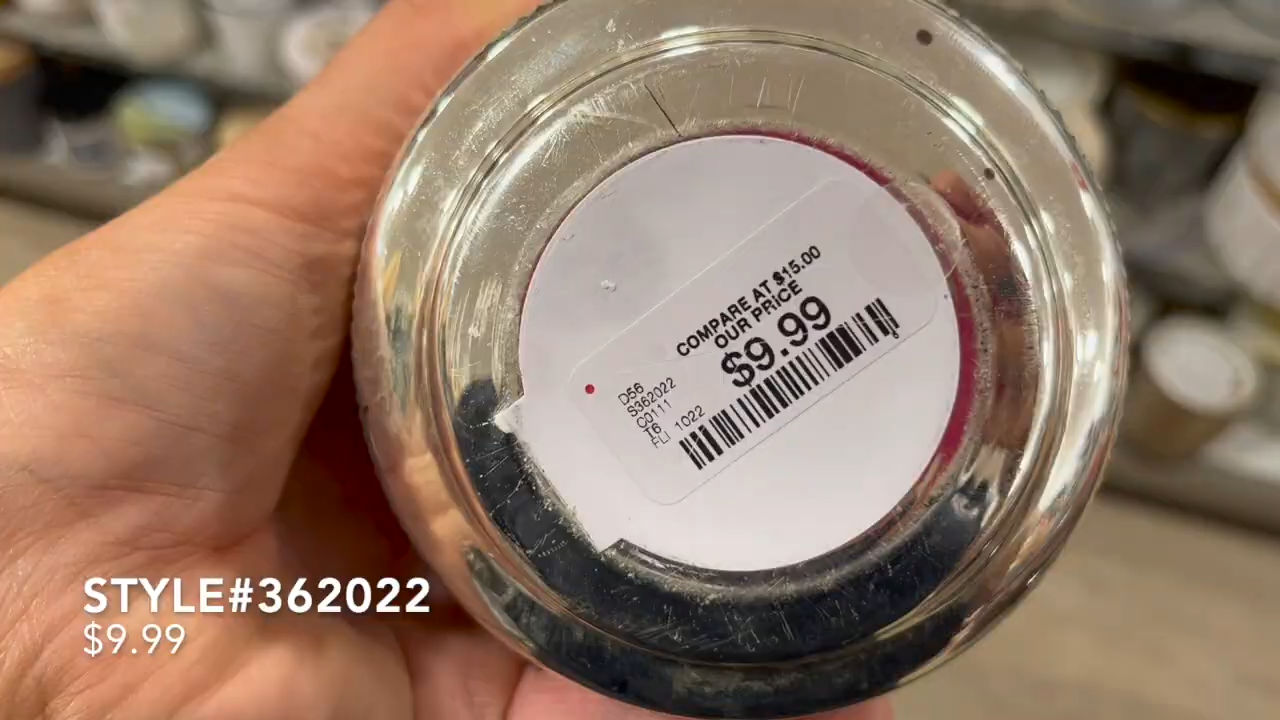 COMPARE AT $15.00
OUR PRICE
$9.99
D56
S362022
C0111
T6
FLI 1022
STYLE#362022
$9.99